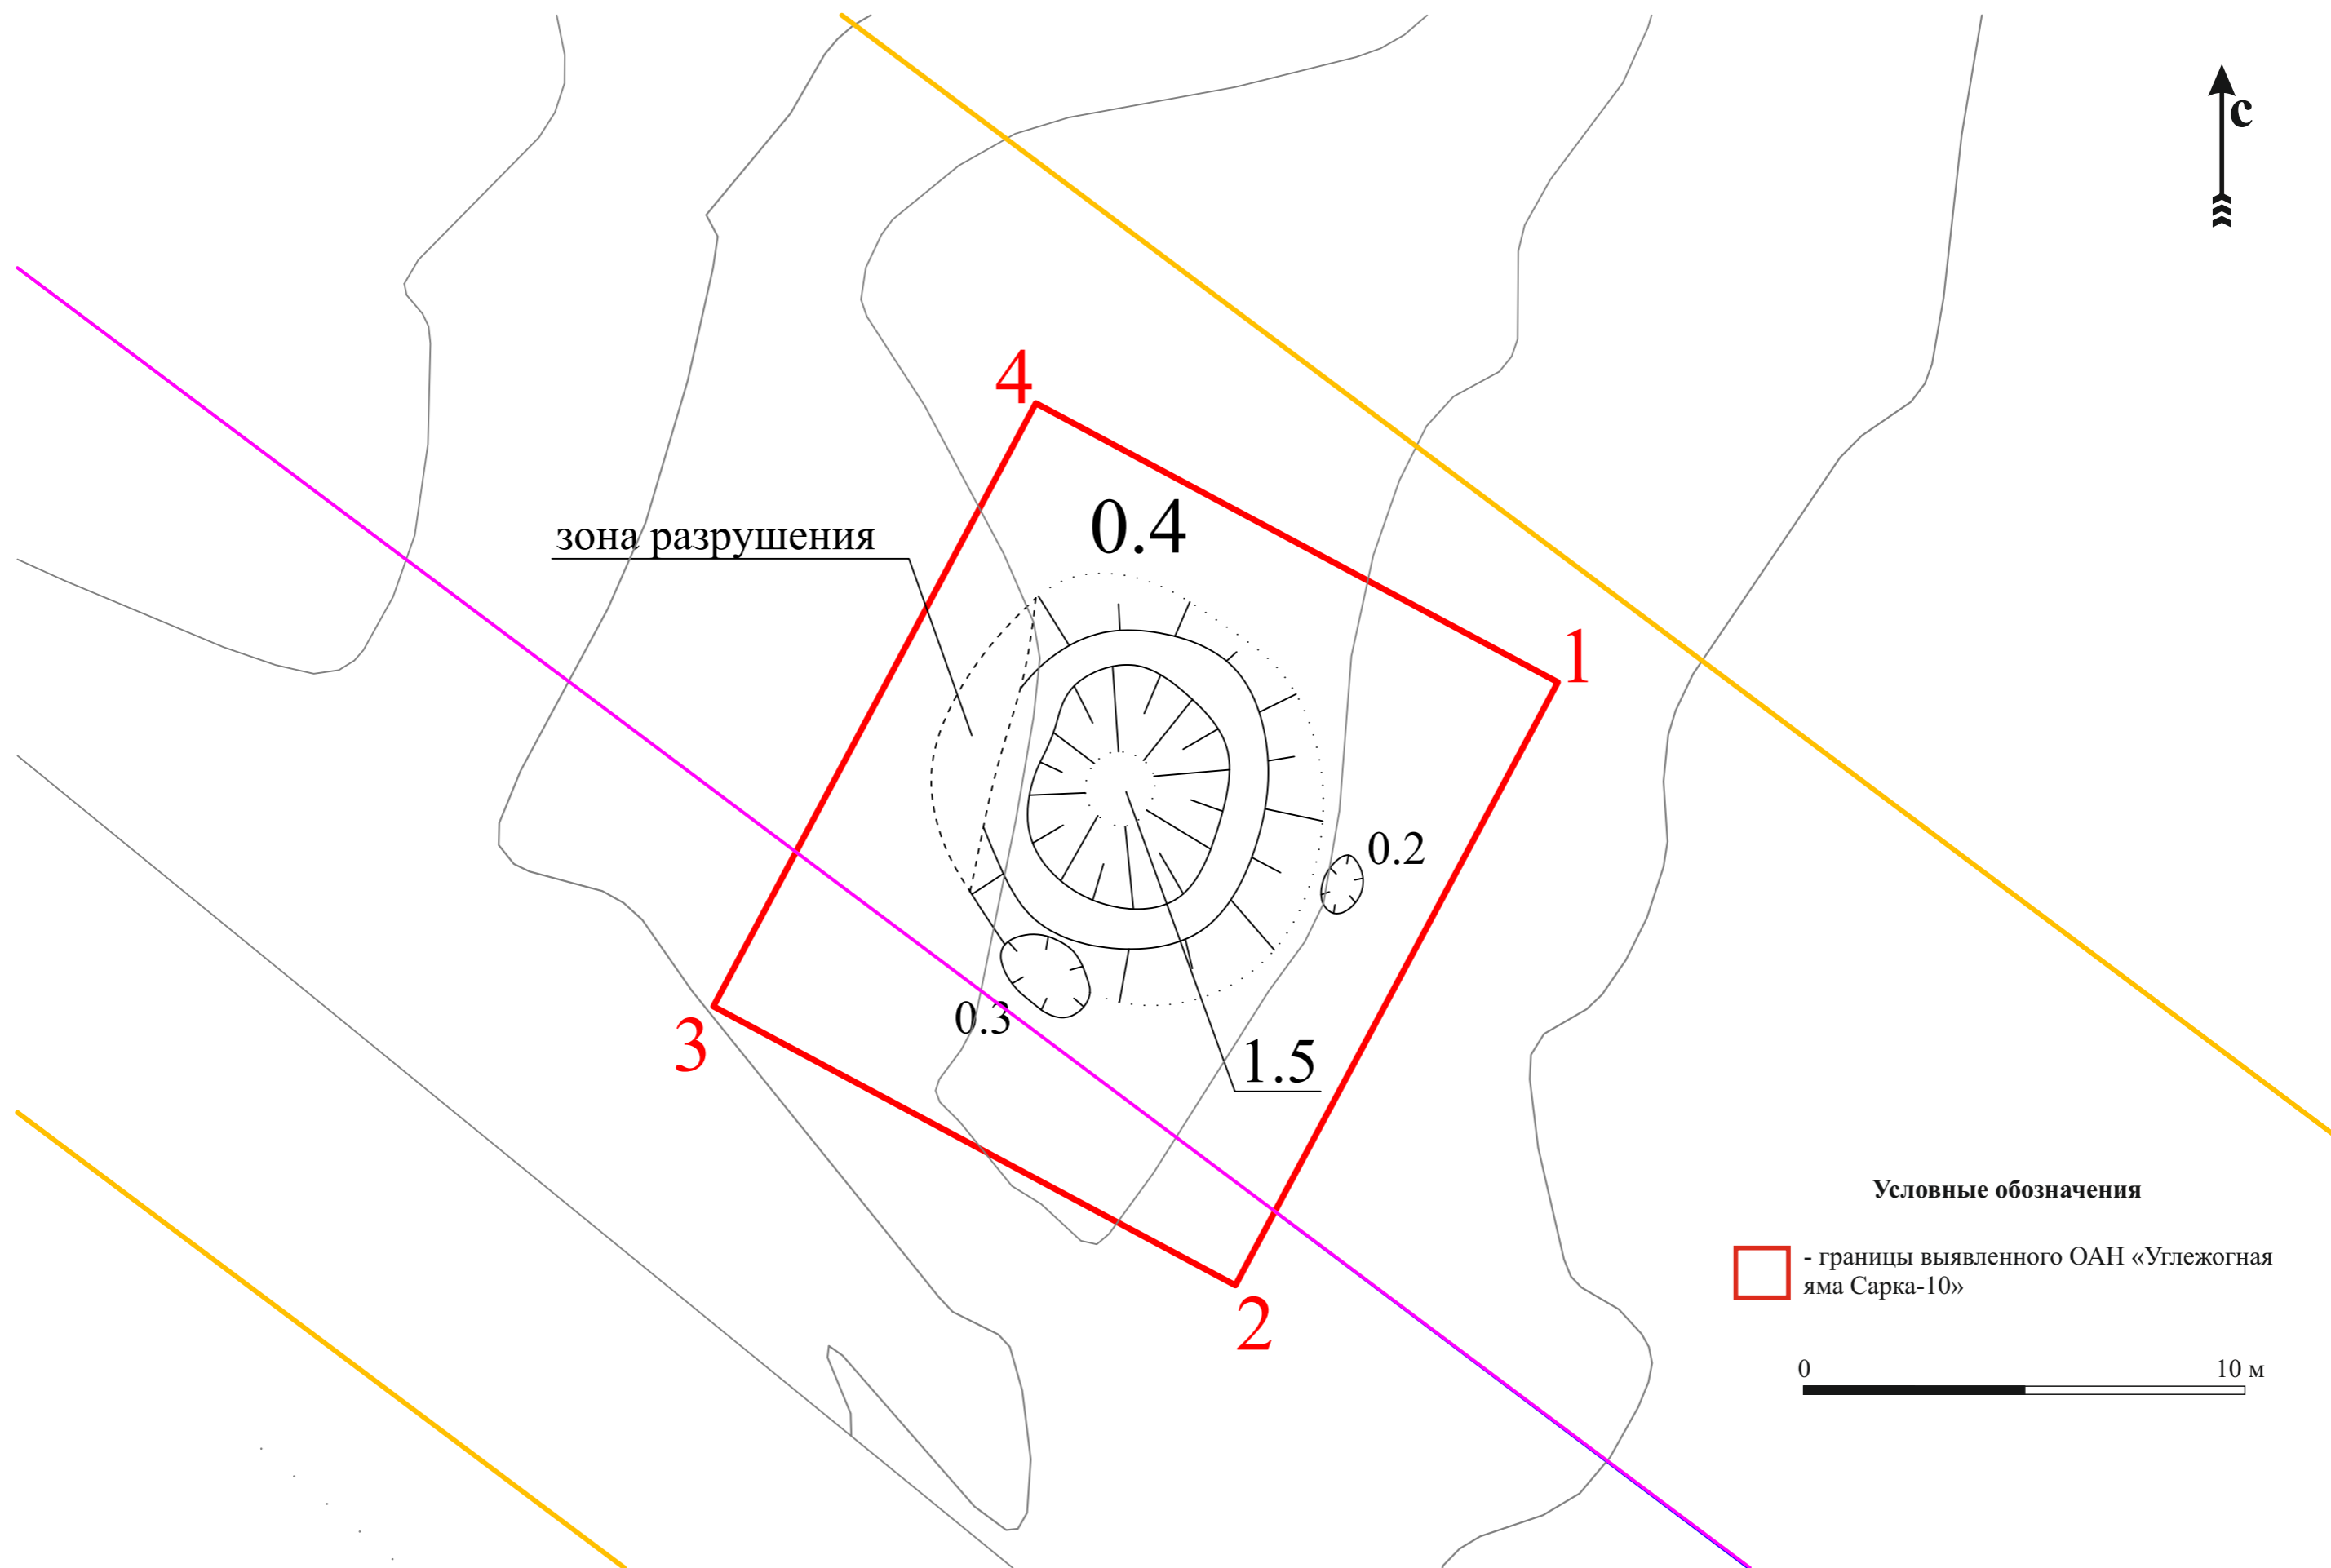 с
4
0.4
зона разрушения
1
0.2
0.3
3
1.5
2
Условные обозначения
- границы выявленного ОАН «Углежогная
яма Сарка-10»
0 10 м